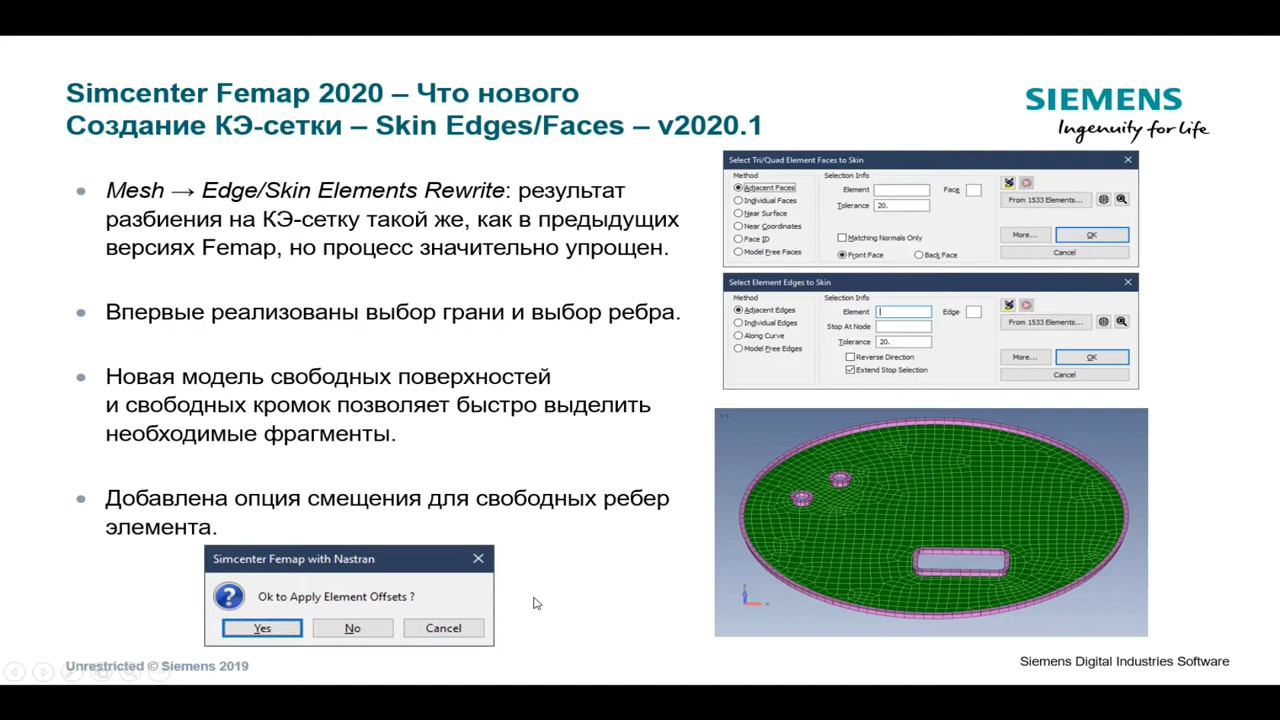 Simcenter Femap 2020 – Что нового
Создание КЭ-сетки – Skin Edges/Faces – v2020.1
SIEMENS
Ingenuity for life
Mesh → Edge/Skin Elements Rewrite: результат
разбиения на КЭ-сетку такой же, как в предыдущих
версиях Femap, но процесс значительно упрощен.
Впервые реализованы выбор грани и выбор ребра.
Новая модель свободных поверхностей
и свободных кромок позволяет быстро выделить
необходимые фрагменты.
Добавлена опция смещения для свободных ребер
элемента.
Select Tri/Quad Element Faces to Skin
Method
Adjacent Faces
Individual Faces
Near Surface
Near Coordinates
Face ID
Model Free Faces
Selection Info
Element
Face
Tolerance 20.
Matching Normals Only
Front Face
Back Face
From 1533 Elements...
More...
OK
Cancel
Select Element Edges to Skin
Method
Adjacent Edges
Individual Edges
Along Curve
Model Free Edges
Selection Info
Element
Edge
Stop At Node
Tolerance 20.
Reverse Direction
Extend Stop Selection
From 1533 Elements...
More...
OK
Cancel
Simcenter Femap with Nastran
Ok to Apply Element Offsets ?
Yes
No
Cancel
Unrestricted © Siemens 2019
Siemens Digital Industries Software